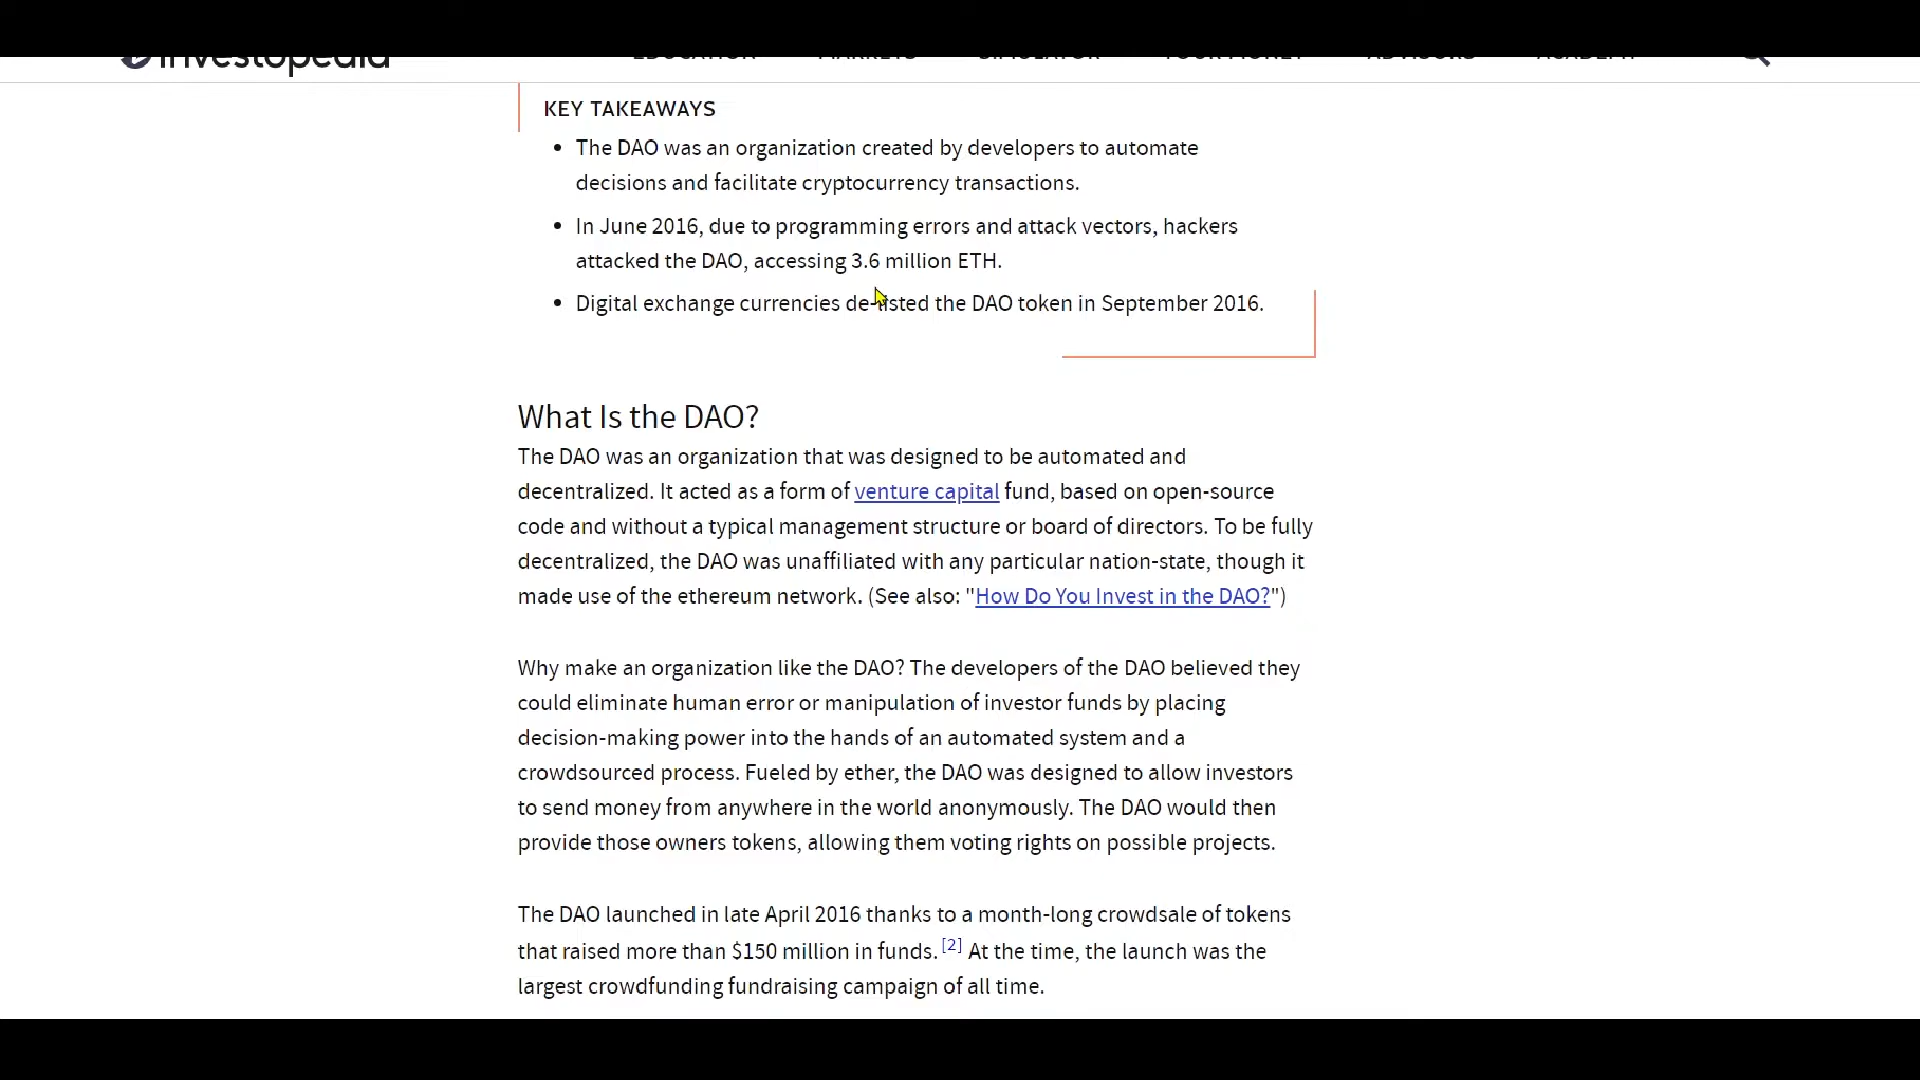 Investopedia
EDUCATION MARKETS SIMULATOR YOUR MONEY ADVISORS ACADEMY
KEY TAKEAWAYS
• The DAO was an organization created by developers to automate
decisions and facilitate cryptocurrency transactions.
• In June 2016, due to programming errors and attack vectors, hackers
attacked the DAO, accessing 3.6 million ETH.
• Digital exchange currencies de-listed the DAO token in September 2016.
What Is the DAO?
The DAO was an organization that was designed to be automated and
decentralized. It acted as a form of venture capital fund, based on open-source
code and without a typical management structure or board of directors. To be fully
decentralized, the DAO was unaffiliated with any particular nation-state, though it
made use of the ethereum network. (See also: "How Do You Invest in the DAO?")
Why make an organization like the DAO? The developers of the DAO believed they
could eliminate human error or manipulation of investor funds by placing
decision-making power into the hands of an automated system and a
crowdsourced process. Fueled by ether, the DAO was designed to allow investors
to send money from anywhere in the world anonymously. The DAO would then
provide those owners tokens, allowing them voting rights on possible projects.
The DAO launched in late April 2016 thanks to a month-long crowdsale of tokens
that raised more than $150 million in funds. [2] At the time, the launch was the
largest crowdfunding fundraising campaign of all time.